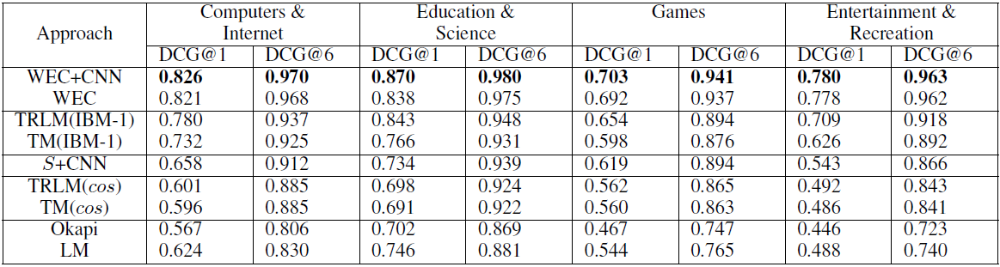 Approach Computers & Internet Education & Science Games Entertainment & Recreation
DCG@1 DCG@6 DCG@1 DCG@6 DCG@1 DCG@6 DCG@1 DCG@6
WEC+CNN 0.826 0.970 0.870 0.980 0.703 0.941 0.780 0.963
WEC 0.821 0.968 0.838 0.975 0.692 0.937 0.778 0.962
TRLM(IBM-1) 0.780 0.937 0.843 0.948 0.654 0.894 0.709 0.918
TM(IBM-1) 0.732 0.925 0.766 0.931 0.598 0.876 0.626 0.892
S+CNN 0.658 0.912 0.734 0.939 0.619 0.894 0.543 0.866
TRLM(cos) 0.601 0.885 0.698 0.924 0.562 0.865 0.492 0.843
TM(cos) 0.596 0.885 0.691 0.922 0.560 0.863 0.486 0.841
Okapi 0.567 0.806 0.702 0.869 0.467 0.747 0.446 0.723
LM 0.624 0.830 0.746 0.881 0.544 0.765 0.488 0.740